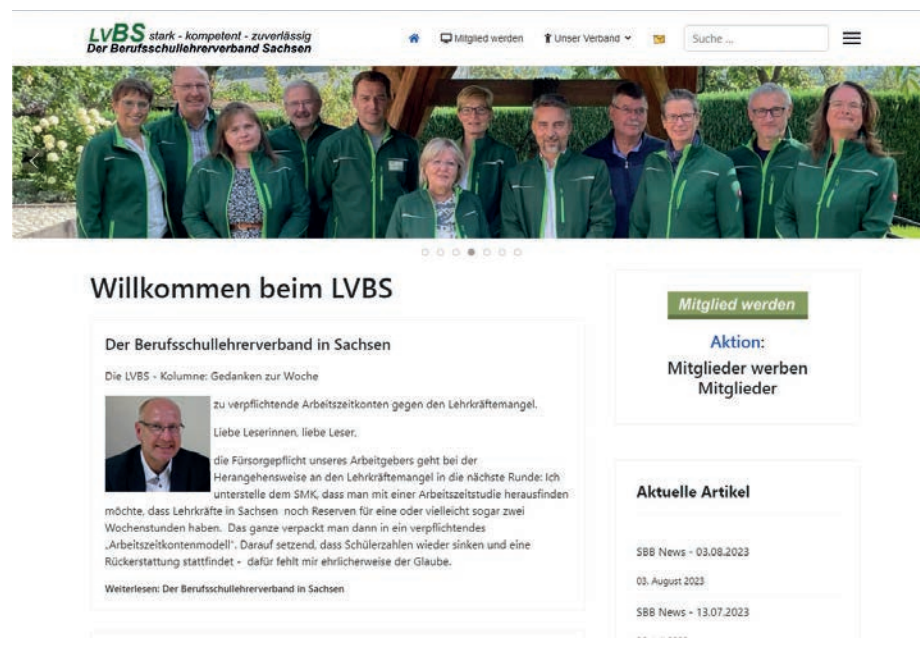 LvBS stark - kompetent - zuverlässig
Der Berufsschullehrerverband Sachsen
Mitglied werden
Unser Verband
Suche ...
Willkommen beim LVBS
Der Berufsschullehrerverband in Sachsen
Die LVBS - Kolumne: Gedanken zur Woche
zu verpflichtende Arbeitszeitkonten gegen den Lehrkräftemangel.
Liebe Leserinnen, liebe Leser,
die Fürsorgepflicht unseres Arbeitgebers geht bei der
Herangehensweise an den Lehrkräftemangel in die nächste Runde: Ich
unterstelle dem SMK, dass man mit einer Arbeitszeitstudie herausfinden
möchte, dass Lehrkräfte in Sachsen noch Reserven für eine oder vielleicht sogar zwei
Wochenstunden haben. Das ganze verpackt man dann in ein verpflichtendes
„Arbeitszeitkontenmodell". Darauf setzend, dass Schülerzahlen wieder sinken und eine
Rückerstattung stattfindet - dafür fehlt mir ehrlicherweise der Glaube.
Weiterlesen: Der Berufsschullehrerverband in Sachsen
Mitglied werden
Aktion:
Mitglieder werben
Mitglieder
Aktuelle Artikel
SBB News - 03.08.2023
03. August 2023
SBB News - 13.07.2023